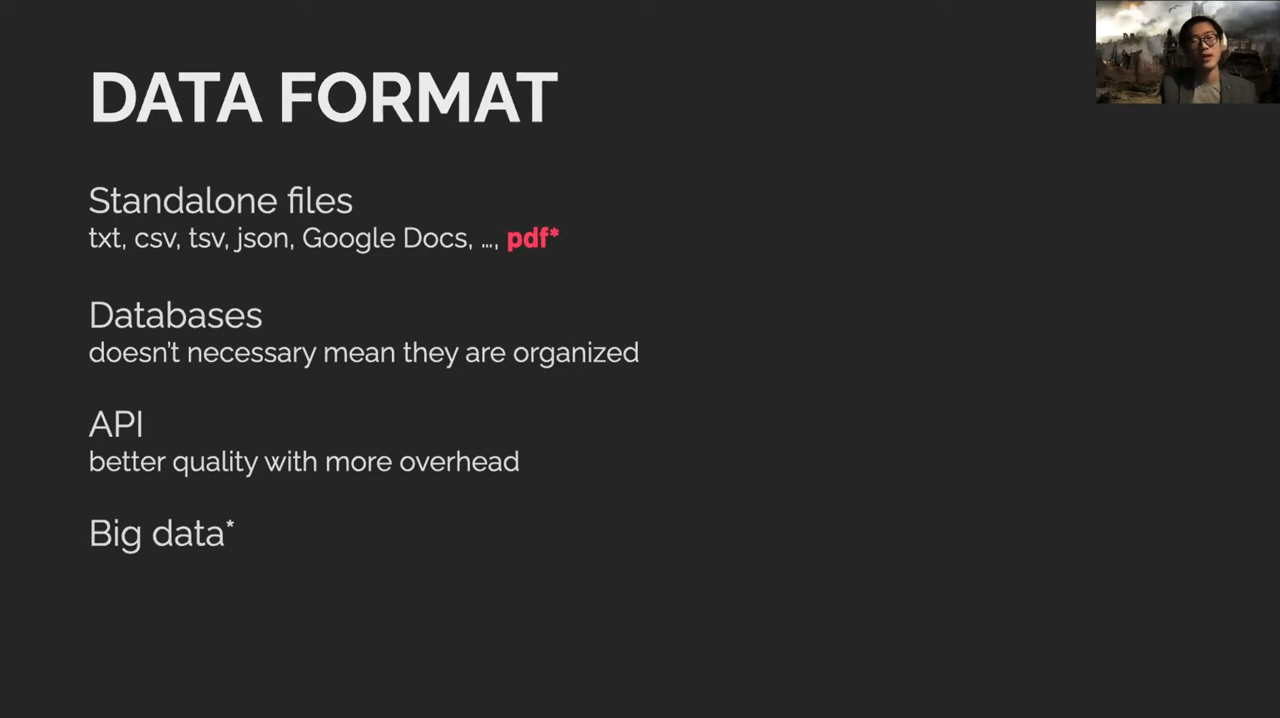 DATA FORMAT
Standalone files
txt, csv, tsv, json, Google Docs, ..., pdf*
Databases
doesn't necessary mean they are organized
API
better quality with more overhead
Big data*